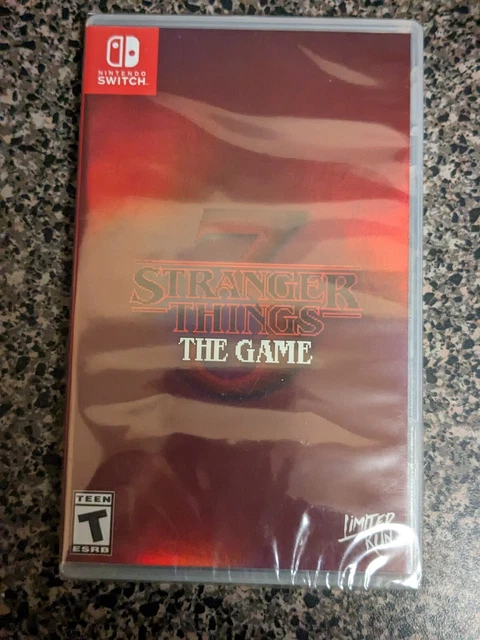 NINTENDO
SWITCH
3
STRANGER
THINGS
THE GAME
TEEN
T
ESRB
LIMITED
RUN